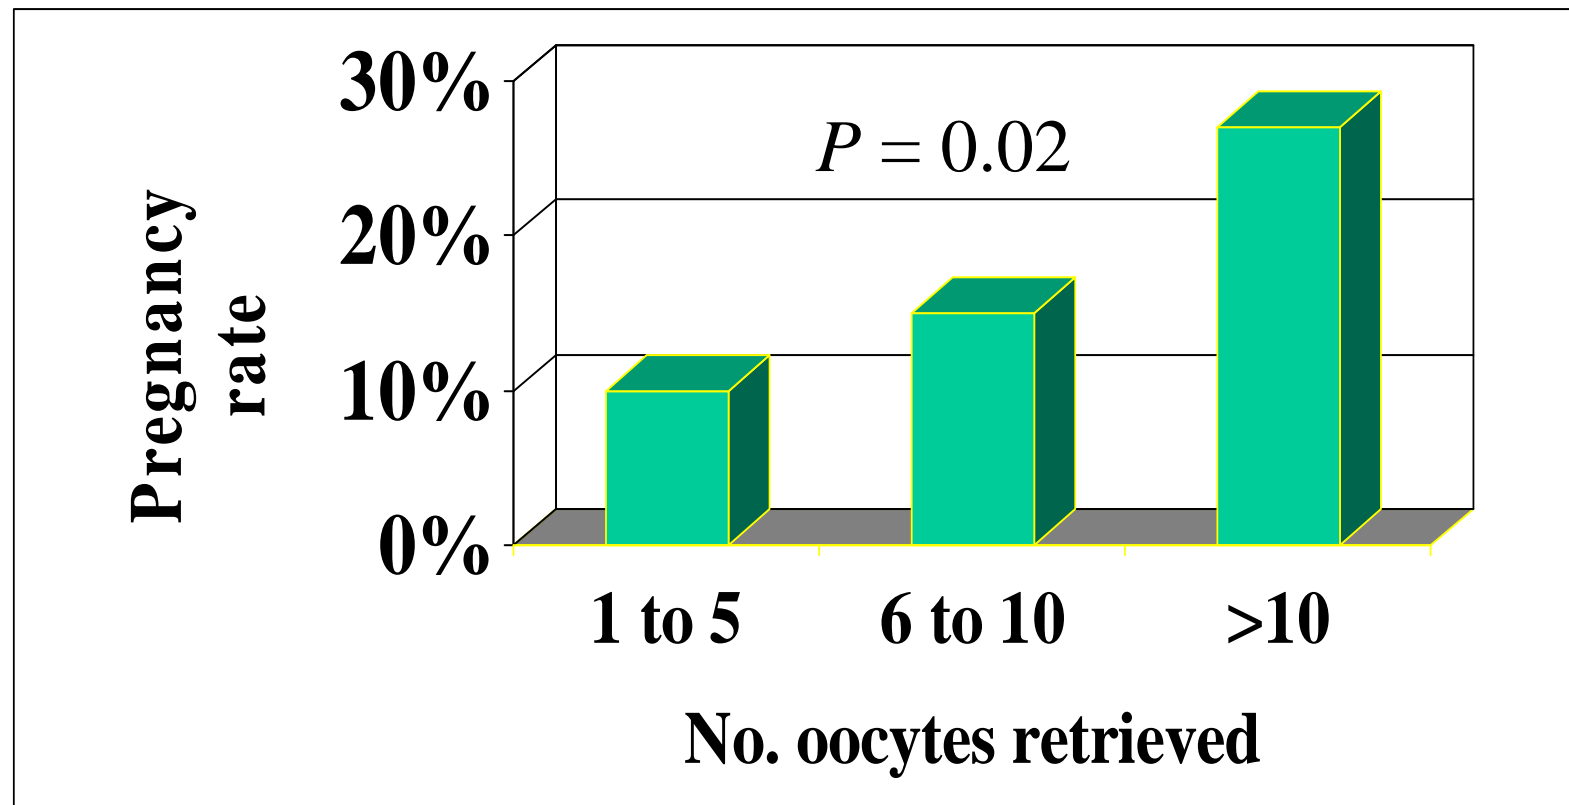 30%
P = 0.02
20%
10%
0%
Pregnancy
rate
1 to 5
6 to 10
>10
No. oocytes retrieved